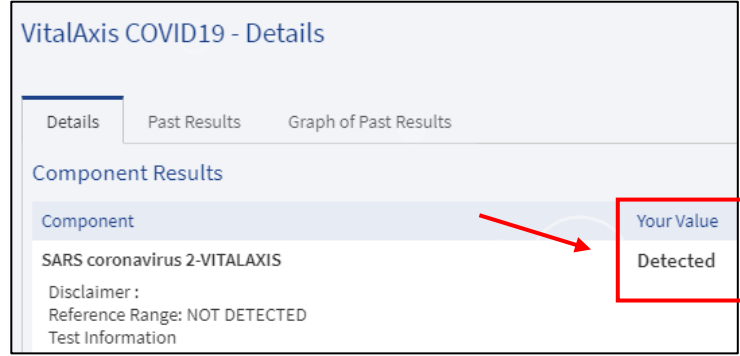 VitalAxis COVID19 - Details
Details Past Results Graph of Past Results
Component Results
Component Your Value
SARS coronavirus 2-VITALAXIS Detected
Disclaimer :
Reference Range: NOT DETECTED
Test Information